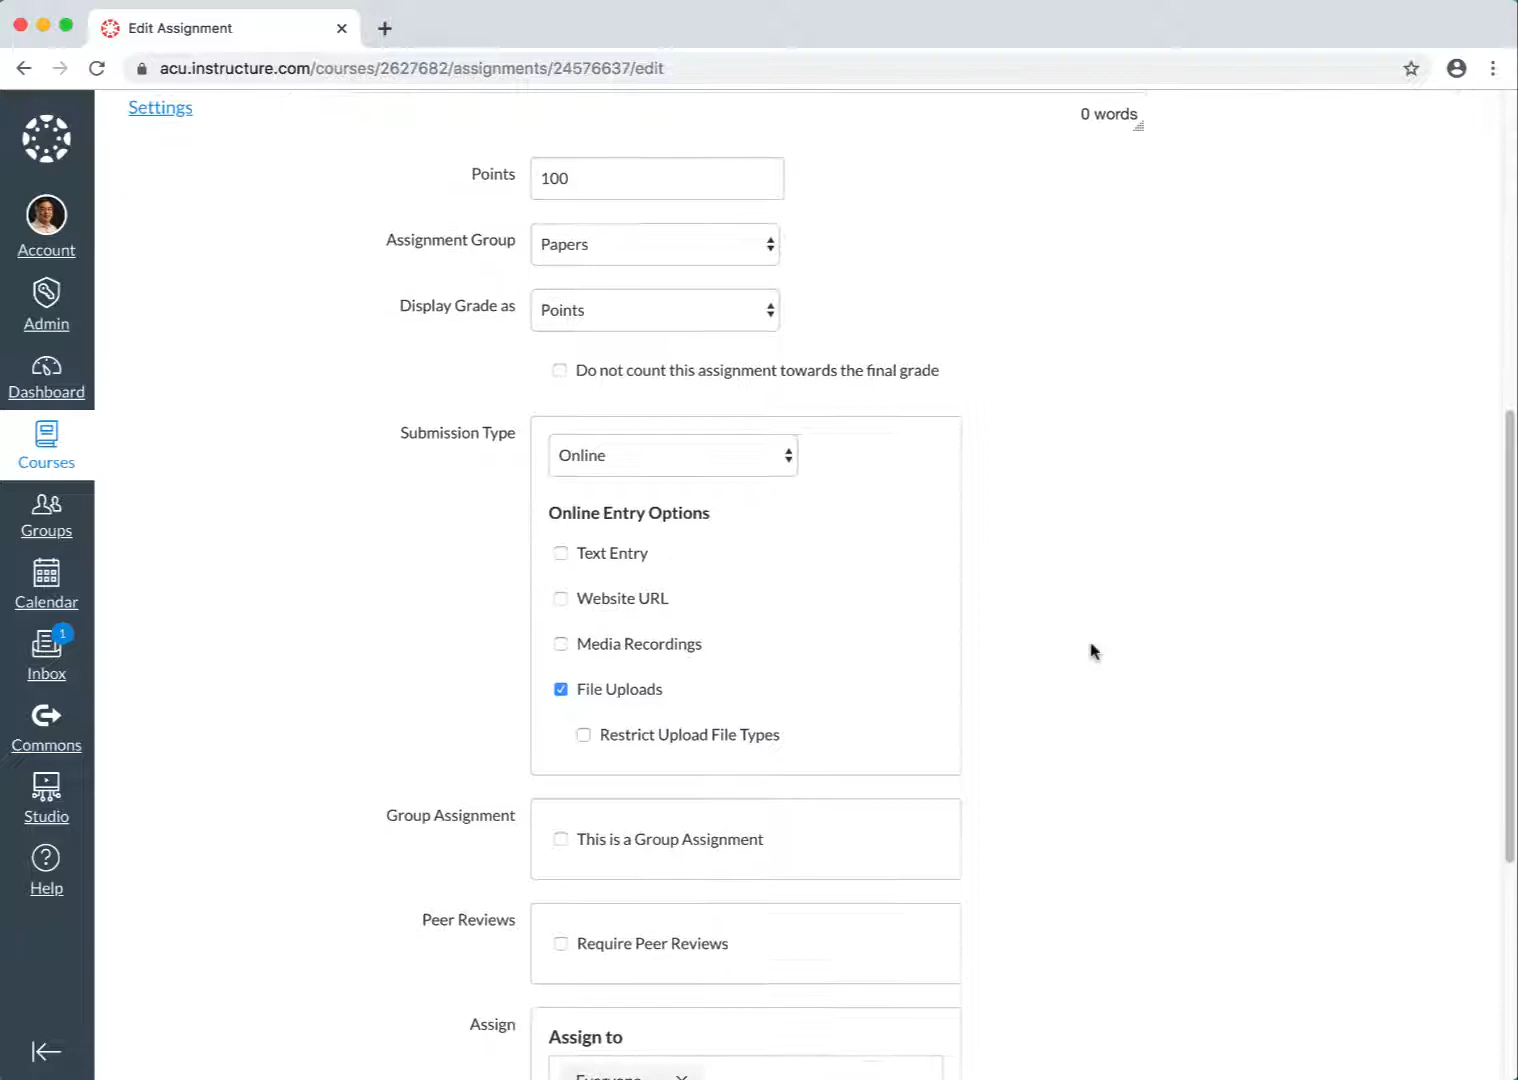 Edit Assignment
acu.instructure.com/courses/2627682/assignments/24576637/edit
Settings
0 words
Points
100
Assignment Group
Papers
Display Grade as
Points
Do not count this assignment towards the final grade
Submission Type
Online
Online Entry Options
Text Entry
Website URL
Media Recordings
File Uploads
Restrict Upload File Types
Group Assignment
This is a Group Assignment
Peer Reviews
Require Peer Reviews
Assign
Assign to
Everyone
Account
Admin
Dashboard
Courses
Groups
Calendar
1
Inbox
Commons
Studio
Help